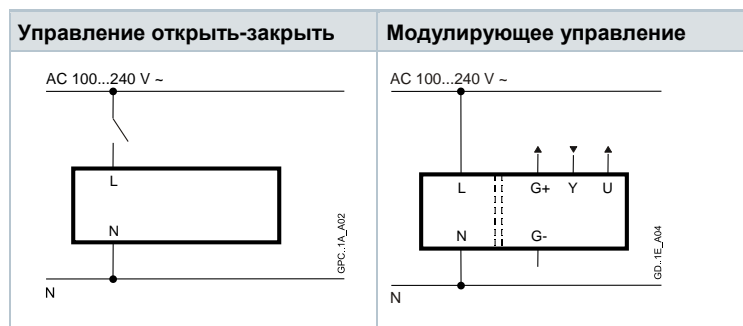 Управление открыть-закрыть
Модулирующее управление
AC 100...240 V ~
L
N
N
GPC..1A_A02
AC 100...240 V ~
L
G+
Y
U
N
G-
N
GD..1E_A04